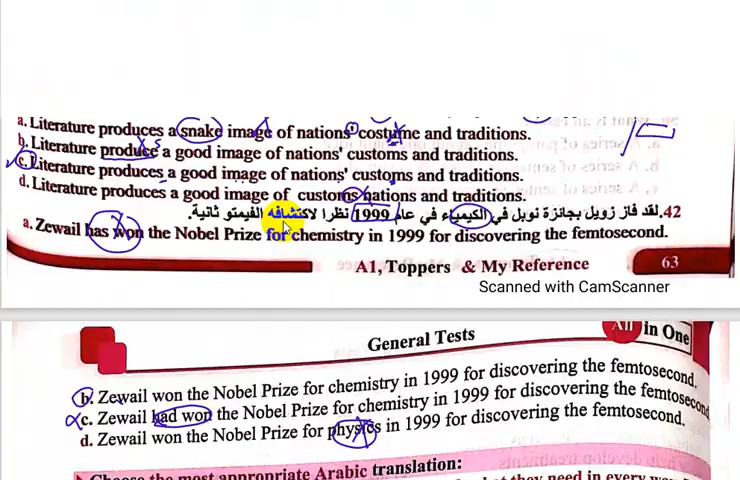 a. Literature produces a snake image of nations' costume and traditions.
b. Literature produce a good image of nations' customs and traditions.
c. Literature produces a good image of nations' customs and traditions.
d. Literature produces a good image of customs nations and traditions.
42. لقد فاز زويل بجائزة نوبل في الكيمياء في عام 1999 نظرا لاكتشافه الفيمتو ثانية.
a. Zewail has won the Nobel Prize for chemistry in 1999 for discovering the femtosecond.
A1, Toppers & My Reference 63
Scanned with CamScanner
General Tests All in One
b. Zewail won the Nobel Prize for chemistry in 1999 for discovering the femtosecond.
c. Zewail had won the Nobel Prize for chemistry in 1999 for discovering the femtosecond
d. Zewail won the Nobel Prize for physics in 1999 for discovering the femtosecond.
Choose the most appropriate Arabic translation:
they need in every